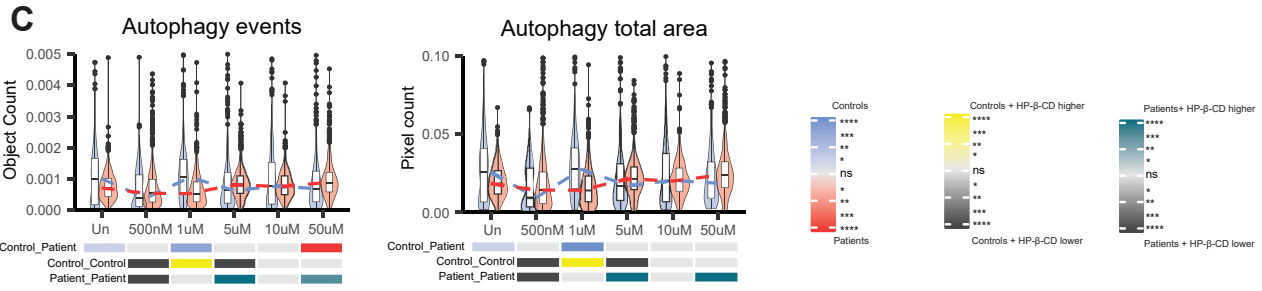 C
Autophagy events
Object Count
0.005
0.004
0.003
0.002
0.001
0.000
Un 500nM 1uM 5uM 10uM 50uM
Control_Patient
Control_Control
Patient_Patient
Autophagy total area
Pixel count
0.10
0.05
0.00
Un 500nM 1uM 5uM 10uM 50uM
Control_Patient
Control_Control
Patient_Patient
Controls
****
***
**
*
ns
*
**
***
****
Patients
Controls + HP-β-CD higher
****
***
**
*
ns
*
**
***
****
Controls + HP-β-CD lower
Patients+ HP-β-CD higher
****
***
**
*
ns
*
**
***
****
Patients + HP-β-CD lower